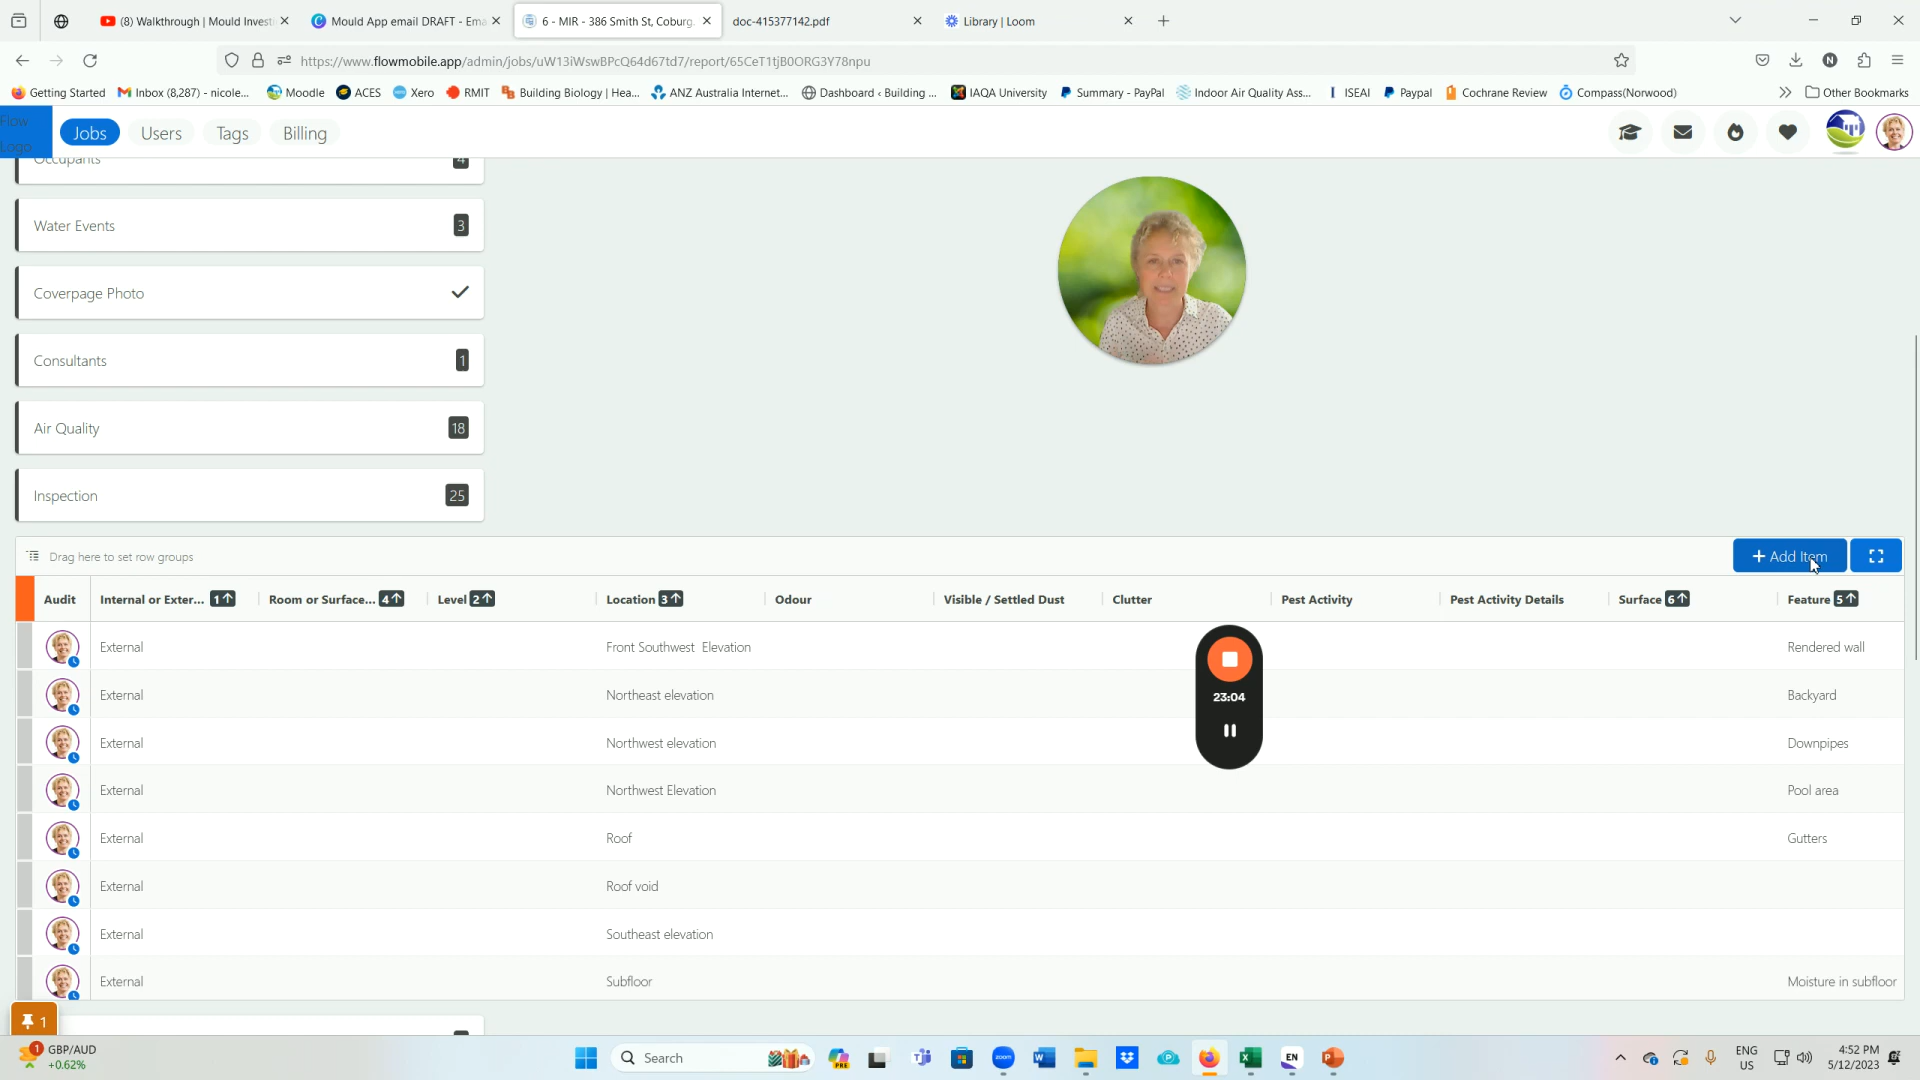 (8) Walkthrough | Mould Investi
Mould App email DRAFT - Ema
6 - MIR - 386 Smith St, Coburg,
doc-415377142.pdf
Library | Loom
https://www.flowmobile.app/admin/jobs/uW13iWswBPcQ64d67td7/report/65CeT1tjB0ORG3Y78npu
N
Getting Started
Inbox (8,287) - nicole...
Moodle
ACES
Xero
RMIT
Building Biology | Hea...
ANZ Australia Internet...
Dashboard ‹ Building ...
IAQA University
Summary - PayPal
Indoor Air Quality Ass...
ISEAI
Paypal
Cochrane Review
Compass(Norwood)
Other Bookmarks
Flow
Logo
Jobs
Users
Tags
Billing
Occupants 4
Water Events 3
Coverpage Photo
Consultants 1
Air Quality 18
Inspection 25
Drag here to set row groups
+ Add Item
Audit Internal or Exter... 1 Room or Surface... 4 Level 2 Location 3 Odour Visible / Settled Dust Clutter Pest Activity Pest Activity Details Surface 6 Feature 5
External Front Southwest Elevation Rendered wall
External Northeast elevation Backyard
External Northwest elevation Downpipes
External Northwest Elevation Pool area
External Roof Gutters
External Roof void
External Southeast elevation
External Subfloor Moisture in subfloor
23:04
1
1
GBP/AUD
+0.62%
Search
PRE
zoom
EN
ENG
US
4:52 PM
5/12/2023